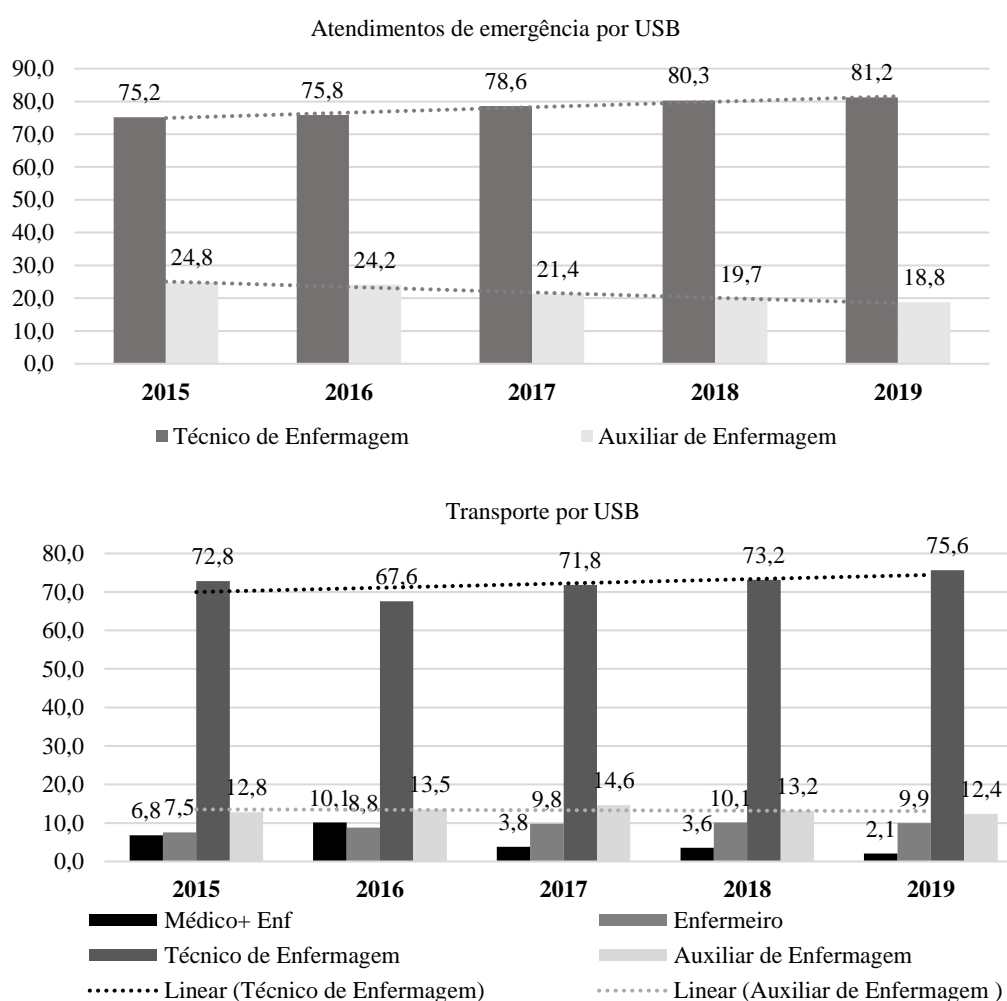 Atendimentos de emergência por USB
90,0
80,0
70,0
60,0
50,0
40,0
30,0
20,0
10,0
0,0
75,2
24,8
75,8
24,2
78,6
21,4
80,3
19,7
81,2
18,8
2015 2016 2017 2018 2019
Técnico de Enfermagem Auxiliar de Enfermagem
Transporte por USB
80,0
70,0
60,0
50,0
40,0
30,0
20,0
10,0
0,0
6,8 7,5 72,8 12,8
10,1 8,8 67,6 13,5
3,8 9,8 71,8 14,6
3,6 10,1 73,2 13,2
2,1 9,9 75,6 12,4
2015 2016 2017 2018 2019
Médico+ Enf Enfermeiro
Técnico de Enfermagem Auxiliar de Enfermagem
Linear (Técnico de Enfermagem) Linear (Auxiliar de Enfermagem )